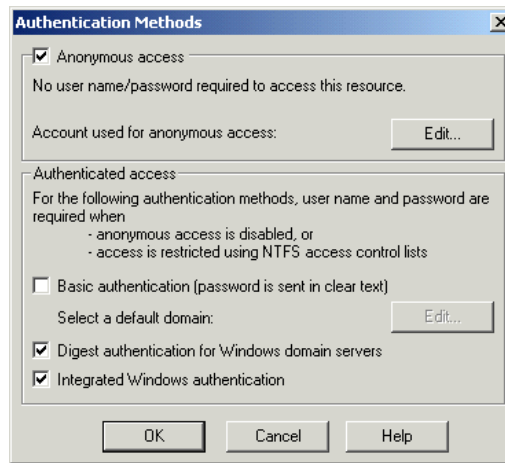 Authentication Methods
Anonymous access
No user name/password required to access this resource.
Account used for anonymous access:
Edit...
Authenticated access
For the following authentication methods, user name and password are
required when
- anonymous access is disabled, or
- access is restricted using NTFS access control lists
Basic authentication (password is sent in clear text)
Select a default domain:
Edit...
Digest authentication for Windows domain servers
Integrated Windows authentication
OK
Cancel
Help